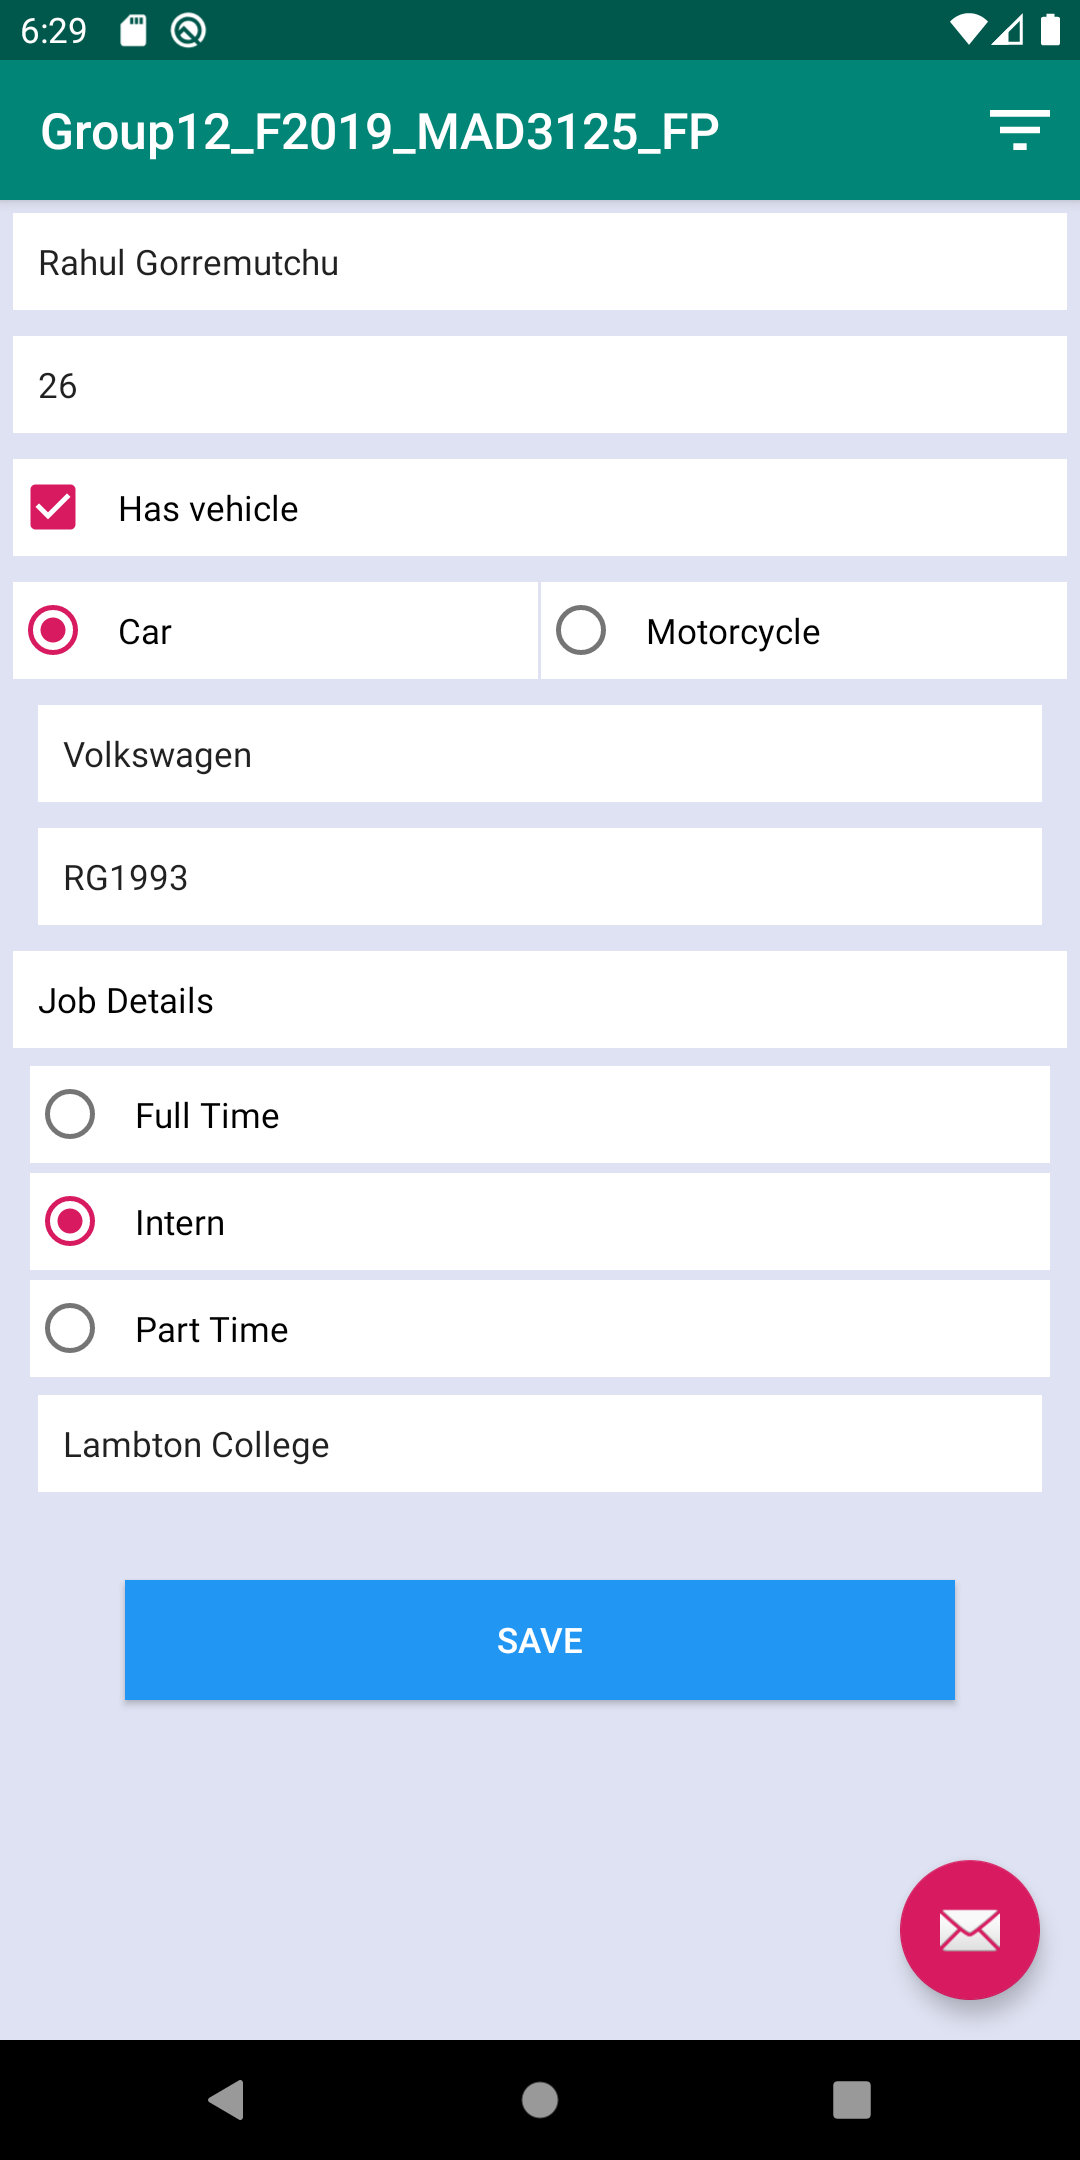 6:29
Group12_F2019_MAD3125_FP
Rahul Gorremutchu
26
Has vehicle
Car
Motorcycle
Volkswagen
RG1993
Job Details
Full Time
Intern
Part Time
Lambton College
SAVE